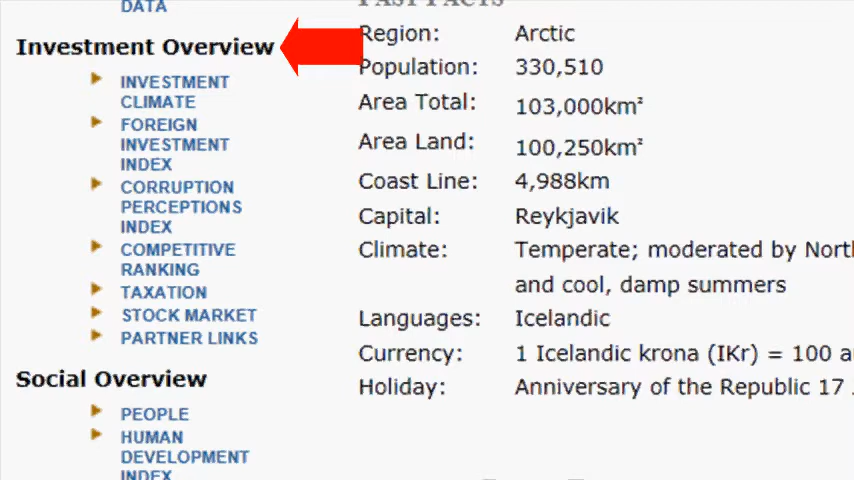 DATA
Investment Overview
INVESTMENT
CLIMATE
FOREIGN
INVESTMENT
INDEX
CORRUPTION
PERCEPTIONS
INDEX
COMPETITIVE
RANKING
TAXATION
STOCK MARKET
PARTNER LINKS
Social Overview
PEOPLE
HUMAN
DEVELOPMENT
INDEX
FAST FACTS
Region: Arctic
Population: 330,510
Area Total: 103,000km²
Area Land: 100,250km²
Coast Line: 4,988km
Capital: Reykjavik
Climate: Temperate; moderated by
and cool, damp summers
Languages: Icelandic
Currency: 1 Icelandic krona (IKr) = 100
Holiday: Anniversary of the Republic 17